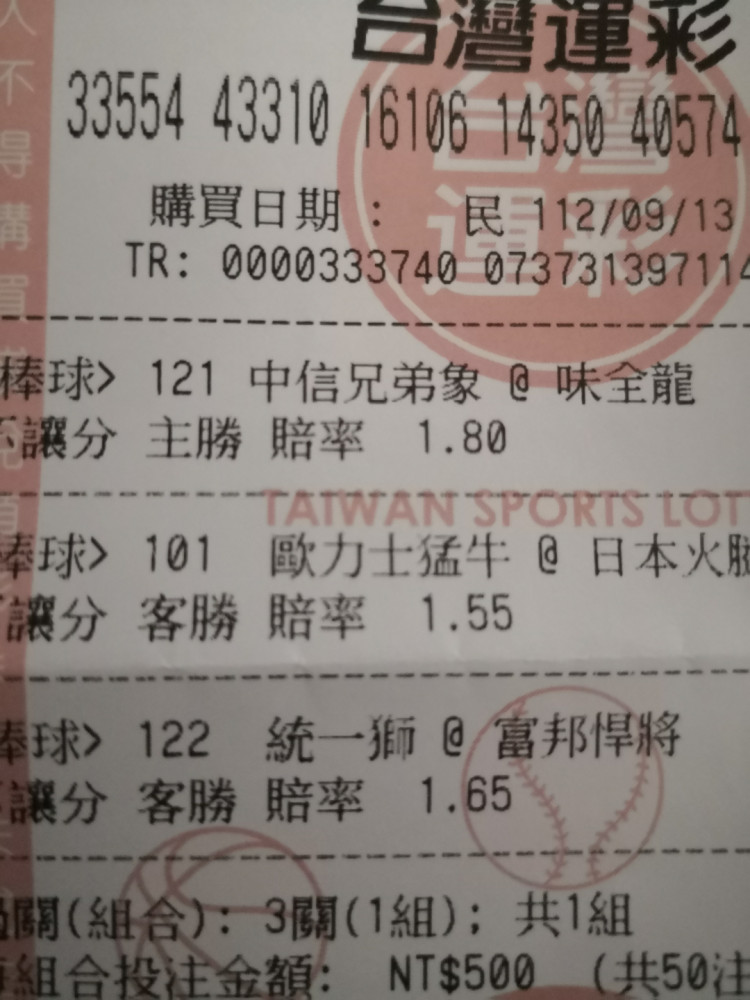 台灣運彩
33554 43310 16106 14350 40574
購買日期： 民 112/09/13
TR: 0000333740 073731397114
棒球> 121 中信兄弟象 @ 味全龍
讓分 主勝 賠率 1.80
TAIWAN SPORTS LOT
棒球> 101 歐力士猛牛 @ 日本火腿
讓分 客勝 賠率 1.55
棒球> 122 統一獅 @ 富邦悍將
讓分 客勝 賠率 1.65
關(組合): 3關(1組); 共1組
組合投注金額: NT$500 (共50注